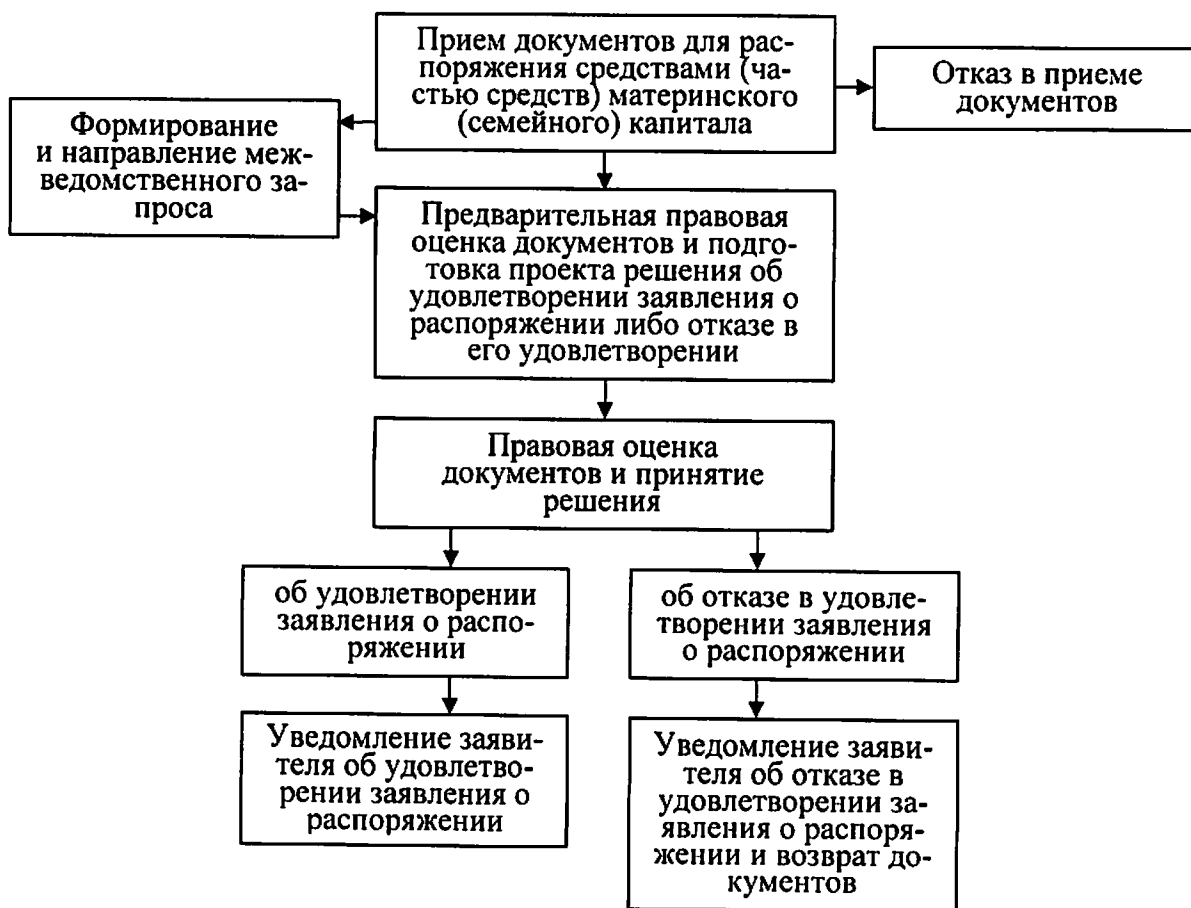 Прием документов для рас-
поряжения средствами (ча-
стью средств) материнского
(семейного) капитала
Отказ в приеме
документов
Формирование
и направление меж-
ведомственного за-
проса
Предварительная правовая
оценка документов и подго-
товка проекта решения об
удовлетворении заявления о
распоряжении либо отказе в
его удовлетворении
Правовая оценка
документов и принятие
решения
об удовлетворении
заявления о распо-
ряжении
об отказе в удовле-
творении заявления
о распоряжении
Уведомление заяви-
теля об удовлетво-
рении заявления о
распоряжении
Уведомление заяви-
теля об отказе в
удовлетворении за-
явления о распоря-
жении и возврат до-
кументов